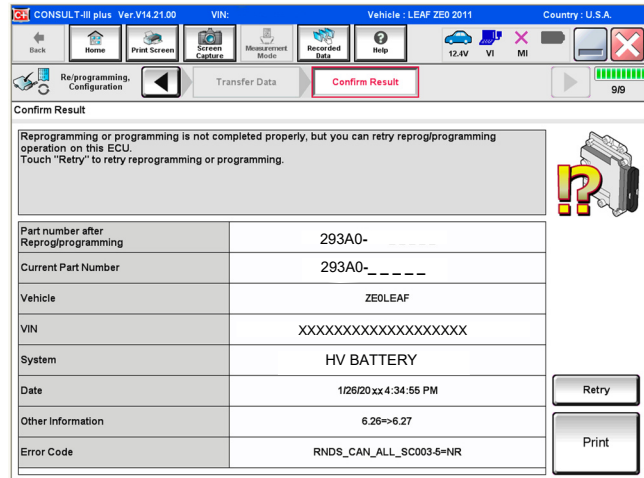 CONSULT-III plus Ver.V14.21.00 VIN: Vehicle : LEAF ZE0 2011 Country : U.S.A.
Back
Home
Print Screen
Screen Capture
Measurement Mode
Recorded Data
Help
12.4V
VI
MI
Re/programming, Configuration
Transfer Data
Confirm Result
9/9
Confirm Result
Reprogramming or programming is not completed properly, but you can retry reprog/programming
operation on this ECU.
Touch "Retry" to retry reprogramming or programming.
!?
Part number after
Reprog/programming
293A0- _ _ _ _ _
Current Part Number
293A0-_ _ _ _ _
Vehicle
ZE0LEAF
VIN
XXXXXXXXXXXXXXXXXXX
System
HV BATTERY
Date
1/26/20xx 4:34:55 PM
Other Information
6.26=>6.27
Error Code
RNDS_CAN_ALL_SC003-5=NR
Retry
Print